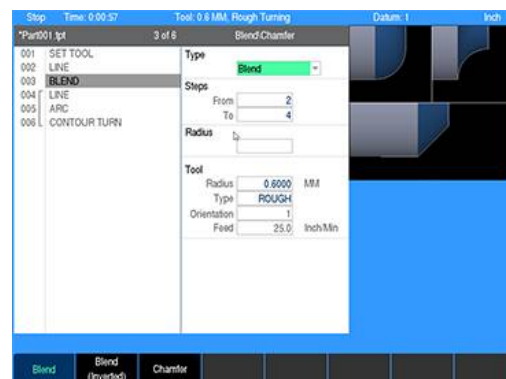 Stop Time: 0:00:57 Tool: 0.6 MM, Rough Turning Datum: 1 Inch
*Part001.tpt 3 of 6 Blend\Chamfer
001 SET TOOL
002 LINE
003 BLEND
004 LINE
005 ARC
006 CONTOUR TURN
Type
Blend
Steps
From 2
To 4
Radius
Tool
Radius 0.6000 MM
Type ROUGH
Orientation 1
Feed 25.0 Inch/Min
Blend
Blend
(Inverted)
Chamfer